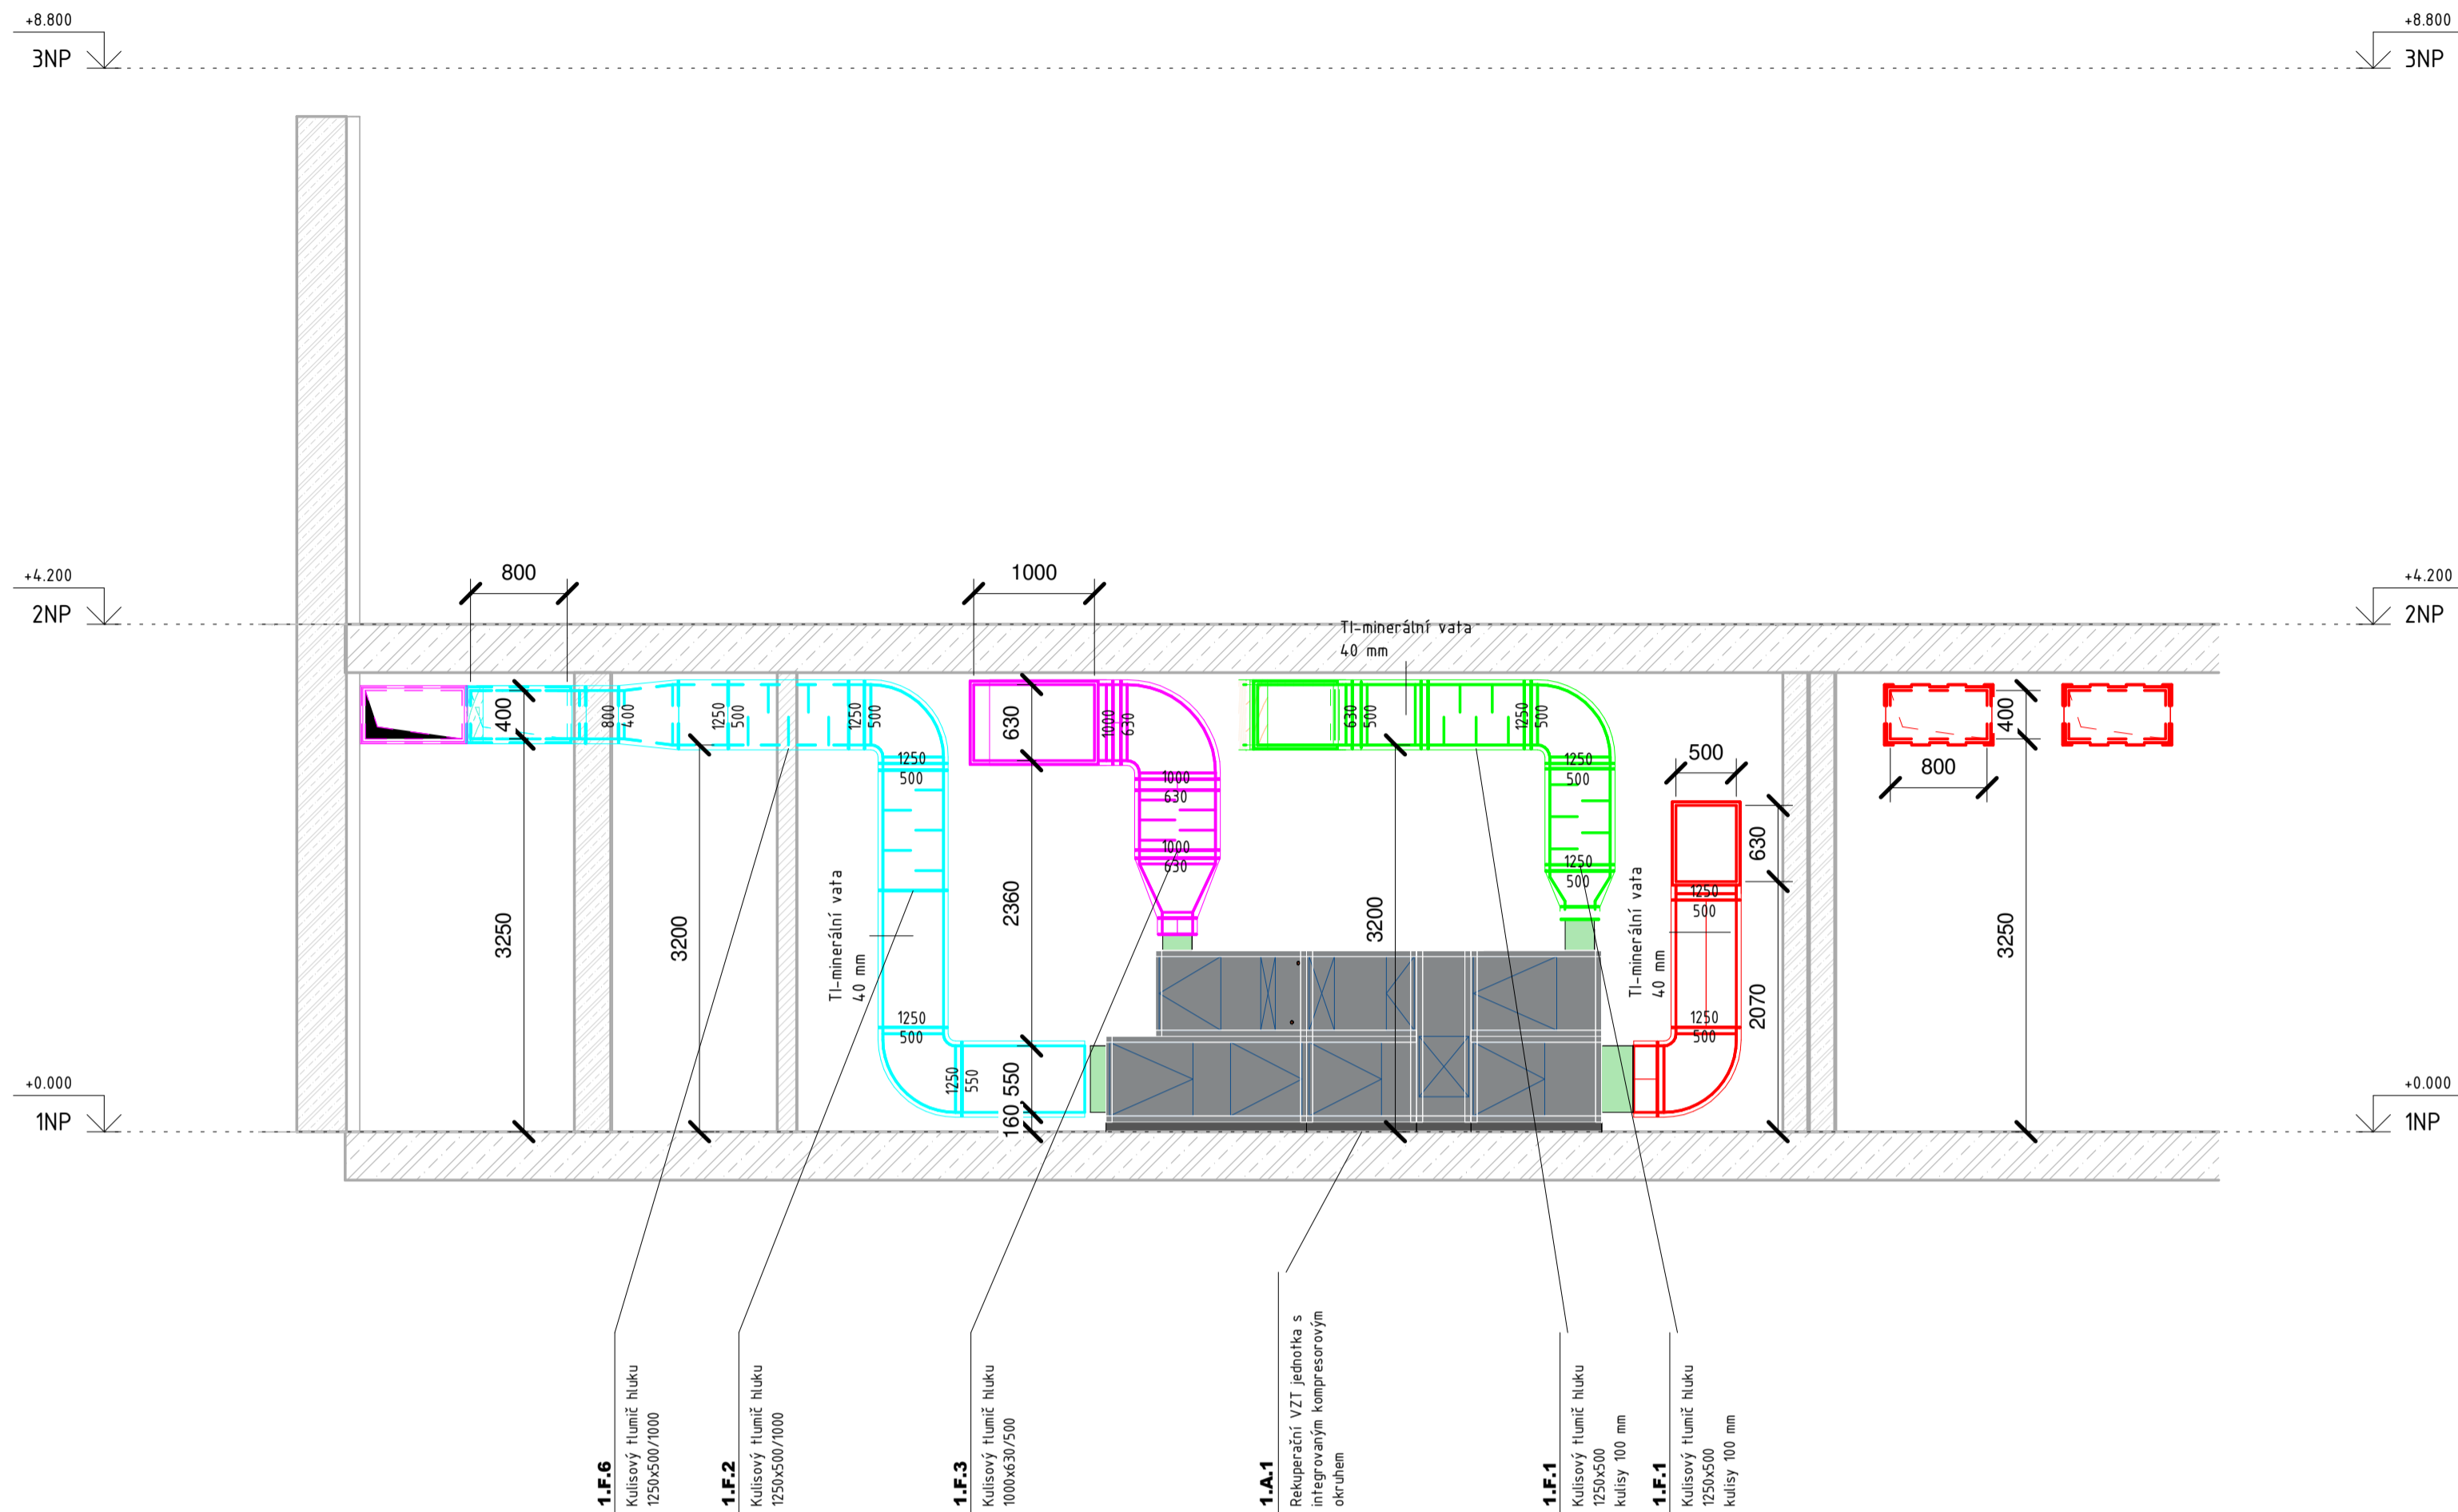 +8.800
3NP
+8.800
3NP
+4.200
2NP
+4.200
2NP
+0.000
1NP
+0.000
1NP
800
1000
TI-minerální vata
40 mm
400
800
400
1250
500
1250
500
1250
500
630
1000
630
1000
630
1000
630
630
500
1250
500
1250
500
1250
500
500
630
400
800
3250
3200
TI-minerální vata
40 mm
2360
3200
TI-minerální vata
40 mm
1250
500
1250
500
2070
3250
1250
500
1250
550
550
160
1.F.6
Kulisový tlumič hluku
1250x500/1000
1.F.2
Kulisový tlumič hluku
1250x500/1000
1.F.3
Kulisový tlumič hluku
1000x630/500
1.A.1
Rekuperační VZT jednotka s
integrovaným kompresorovým
okruhem
1.F.1
Kulisový tlumič hluku
1250x500
kulisy 100 mm
1.F.1
Kulisový tlumič hluku
1250x500
kulisy 100 mm